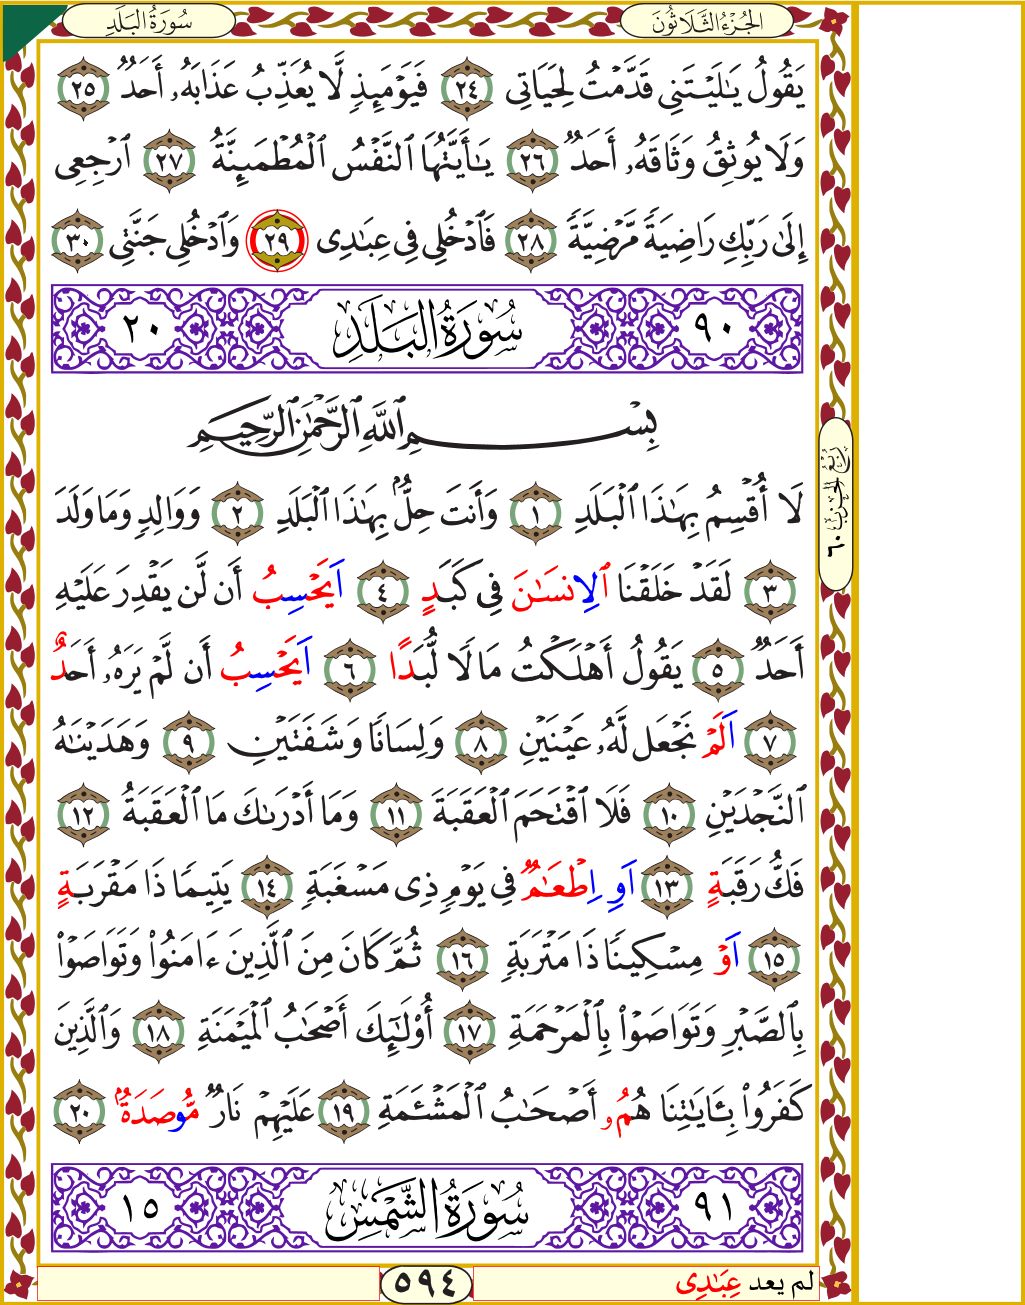 الجُزْءُ الثَّلَاثُونَ
سُورَةُ البَلَدِ
يَقُولُ يَـٰلَيْتَنِى قَدَّمْتُ لِحَيَاتِى ٢٤ فَيَوْمَئِذٍ لَّا يُعَذِّبُ عَذَابَهُۥٓ أَحَدٌ ٢٥
وَلَا يُوثِقُ وَثَاقَهُۥٓ أَحَدٌ ٢٦ يَـٰٓأَيَّتُهَا ٱلنَّفْسُ ٱلْمُطْمَئِنَّةُ ٢٧ ٱرْجِعِىٓ
إِلَىٰ رَبِّكِ رَاضِيَةً مَّرْضِيَّةً ٢٨ فَٱدْخُلِى فِى عِبَـٰدِى ٢٩ وَٱدْخُلِى جَنَّتِى ٣٠
٩٠ سُورَةُ البَلَدِ ٢٠
بِسْمِ ٱللَّهِ ٱلرَّحْمَـٰنِ ٱلرَّحِيمِ
لَآ أُقْسِمُ بِهَـٰذَا ٱلْبَلَدِ ١ وَأَنتَ حِلٌّۢ بِهَـٰذَا ٱلْبَلَدِ ٢ وَوَالِدٍ وَمَا وَلَدَ
٣ لَقَدْ خَلَقْنَا ٱلِانسَـٰنَ فِى كَبَدٍ ٤ اَيَحْسِبُ أَن لَّن يَقْدِرَ عَلَيْهِ
أَحَدٌ ٥ يَقُولُ أَهْلَكْتُ مَالًا لُّبَدًا ٦ اَيَحْسِبُ أَن لَّمْ يَرَهُۥٓ أَحَدٌ
٧ اَلَمْ نَجْعَل لَّهُۥ عَيْنَيْنِ ٨ وَلِسَانًا وَشَفَتَيْنِ ٩ وَهَدَيْنَـٰهُ
ٱلنَّجْدَيْنِ ١٠ فَلَا ٱقْتَحَمَ ٱلْعَقَبَةَ ١١ وَمَآ أَدْرَىٰكَ مَا ٱلْعَقَبَةُ ١٢
فَكُّ رَقَبَةٍ ١٣ اَوِ اِطْعَـٰمٌ فِى يَوْمٍ ذِى مَسْغَبَةٍ ١٤ يَتِيمًا ذَا مَقْرَبَةٍ
١٥ اَوْ مِسْكِينًا ذَا مَتْرَبَةٍ ١٦ ثُمَّ كَانَ مِنَ ٱلَّذِينَ ءَامَنُوا۟ وَتَوَاصَوْا۟
بِٱلصَّبْرِ وَتَوَاصَوْا۟ بِٱلْمَرْحَمَةِ ١٧ أُو۟لَـٰٓئِكَ أَصْحَـٰبُ ٱلْمَيْمَنَةِ ١٨ وَٱلَّذِينَ
كَفَرُوا۟ بِـَٔايَـٰتِنَا هُمُۥٓ أَصْحَـٰبُ ٱلْمَشْـَٔمَةِ ١٩ عَلَيْهِمْ نَارٌ مُّوصَدَةٌۢ ٢٠
٩١ سُورَةُ الشَّمْسِ ١٥
لم يعد عِبَـٰدِى
٥٩٤
رُبْعُ الحِزْبِ ٦٠